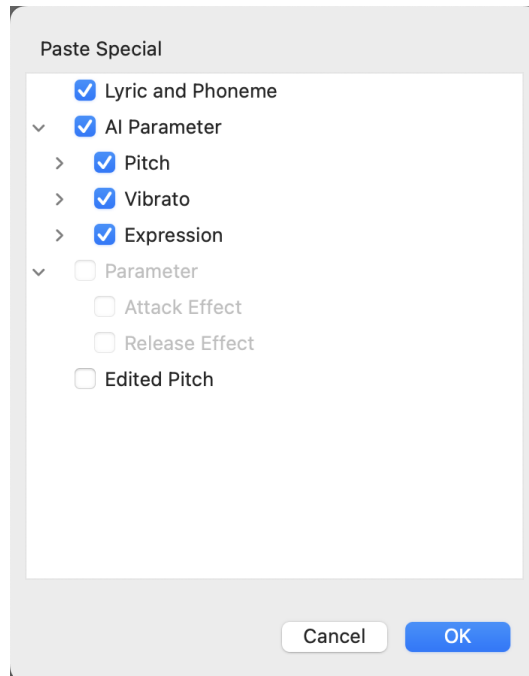 Paste Special
Lyric and Phoneme
AI Parameter
Pitch
Vibrato
Expression
Parameter
Attack Effect
Release Effect
Edited Pitch
Cancel OK